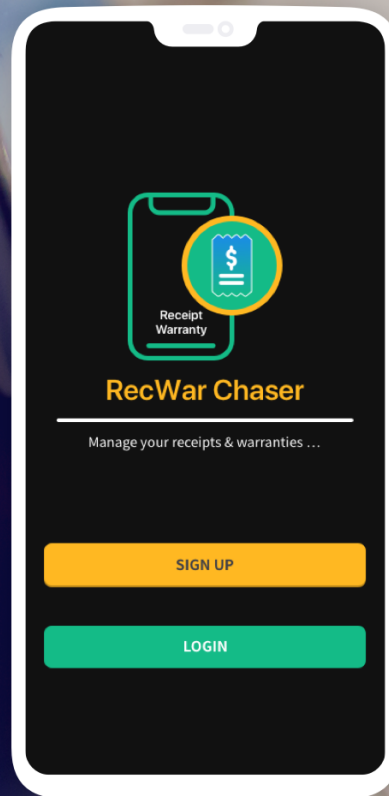 $
Receipt
Warranty
RecWar Chaser
Manage your receipts & warranties ...
SIGN UP
LOGIN